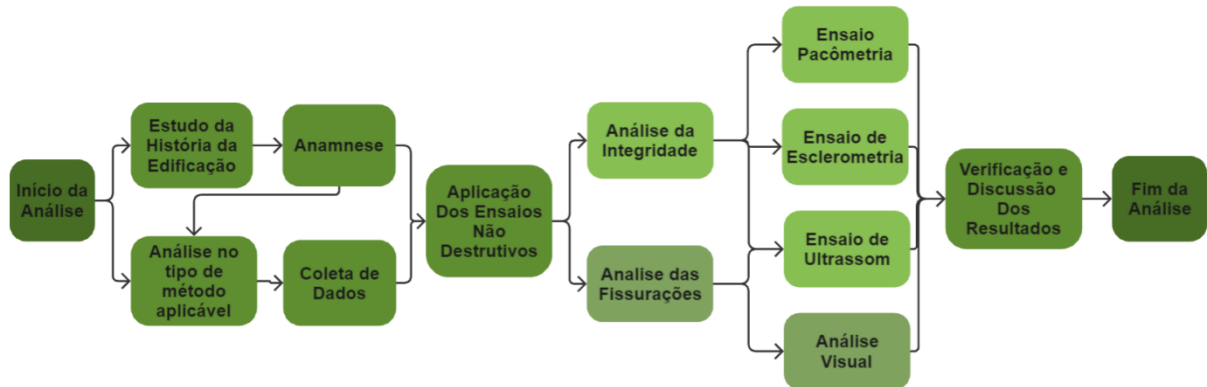 Início da
Análise
Estudo da
História da
Edificação
Anamnese
Análise no
tipo de
método
aplicável
Coleta de
Dados
Aplicação
Dos Ensaios
Não
Destrutivos
Análise da
Integridade
Analise das
Fissurações
Ensaio
Pacômetria
Ensaio de
Esclerometria
Ensaio de
Ultrassom
Análise
Visual
Verificação e
Discussão
Dos
Resultados
Fim da
Análise